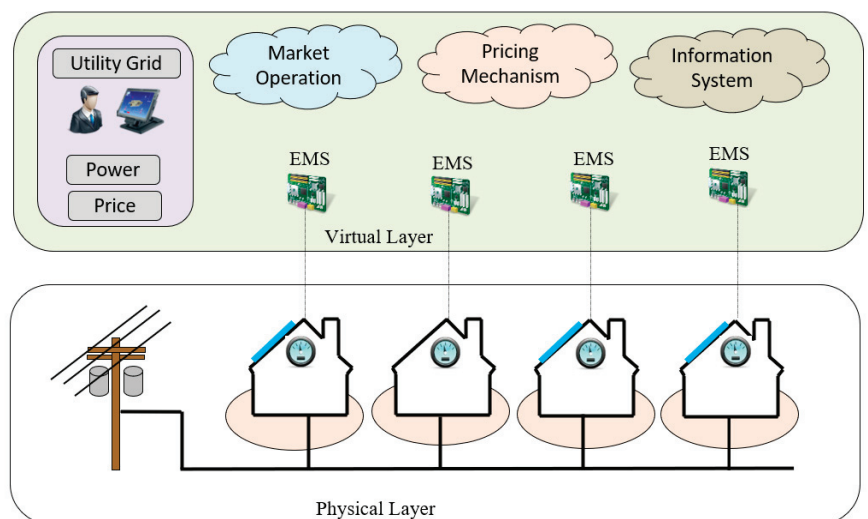 Utility Grid
Market
Operation
Pricing
Mechanism
Information
System
Power
Price
EMS
EMS
EMS
EMS
Virtual Layer
Physical Layer